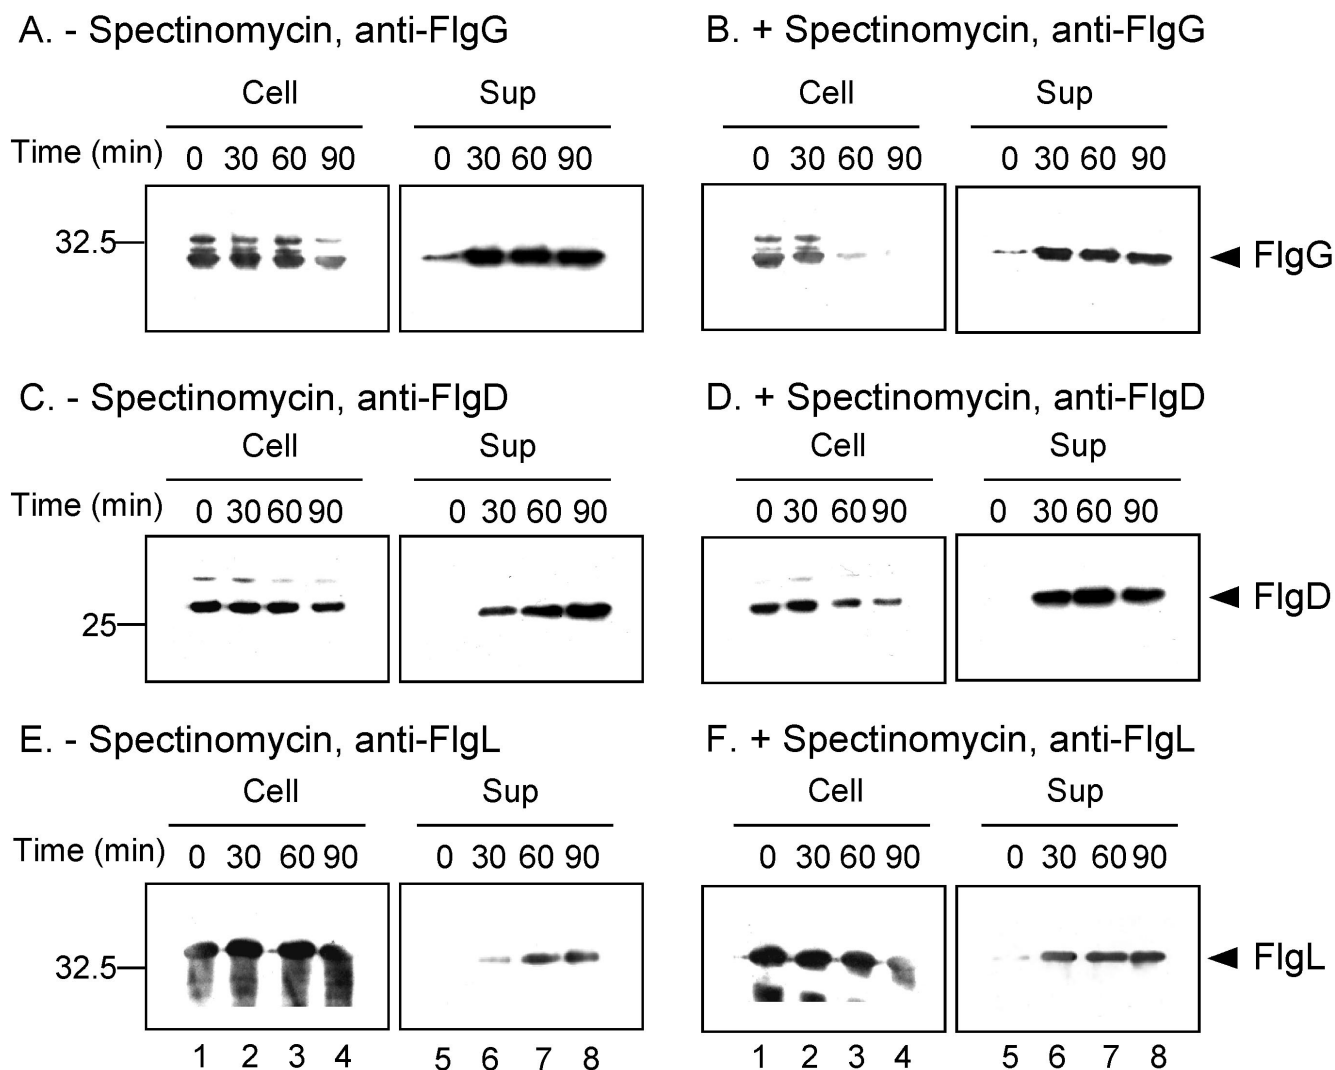 A. - Spectinomycin, anti-FlgG
B. + Spectinomycin, anti-FlgG
Cell Sup Cell Sup
Time (min) 0 30 60 90 0 30 60 90 0 30 60 90 0 30 60 90
32.5
FlgG
C. - Spectinomycin, anti-FlgD
D. + Spectinomycin, anti-FlgD
Cell Sup Cell Sup
Time (min) 0 30 60 90 0 30 60 90 0 30 60 90 0 30 60 90
25
FlgD
E. - Spectinomycin, anti-FlgL
F. + Spectinomycin, anti-FlgL
Cell Sup Cell Sup
Time (min) 0 30 60 90 0 30 60 90 0 30 60 90 0 30 60 90
32.5
FlgL
1 2 3 4 5 6 7 8 1 2 3 4 5 6 7 8